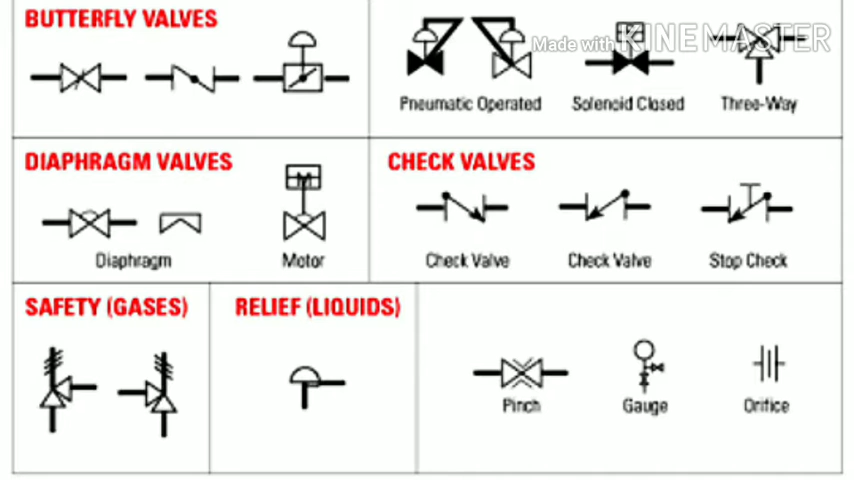 BUTTERFLY VALVES
Made with KINEMASTER
Pneumatic Operated
Solenoid Closed
Three-Way
DIAPHRAGM VALVES
CHECK VALVES
M
Diaphragm
Motor
Check Valve
Check Valve
Stop Check
SAFETY (GASES)
RELIEF (LIQUIDS)
Pinch
Gauge
Orifice